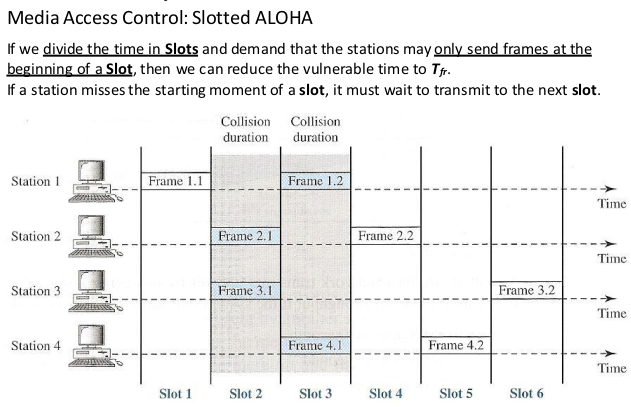 Media Access Control: Slotted ALOHA
If we divide the time in Slots and demand that the stations may only send frames at the
beginning of a Slot, then we can reduce the vulnerable time to Tfr.
If a station misses the starting moment of a slot, it must wait to transmit to the next slot.
Collision duration
Collision duration
Station 1
Frame 1.1
Frame 1.2
Time
Station 2
Frame 2.1
Frame 2.2
Time
Station 3
Frame 3.1
Frame 3.2
Time
Station 4
Frame 4.1
Frame 4.2
Time
Slot 1
Slot 2
Slot 3
Slot 4
Slot 5
Slot 6